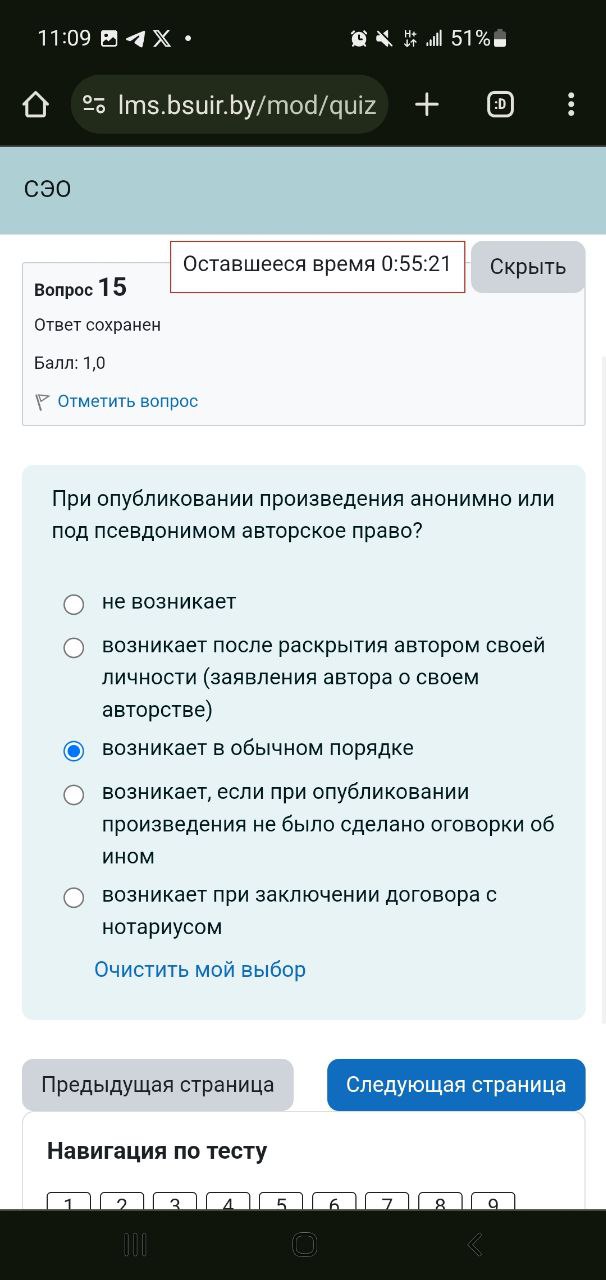 11:09
51%
lms.bsuir.by/mod/quiz
:D
СЭО
Оставшееся время 0:55:21
Скрыть
Вопрос 15
Ответ сохранен
Балл: 1,0
Отметить вопрос
При опубликовании произведения анонимно или
под псевдонимом авторское право?
не возникает
возникает после раскрытия автором своей
личности (заявления автора о своем
авторстве)
возникает в обычном порядке
возникает, если при опубликовании
произведения не было сделано оговорки об
ином
возникает при заключении договора с
нотариусом
Очистить мой выбор
Предыдущая страница
Следующая страница
Навигация по тесту
1 2 3 4 5 6 7 8 9